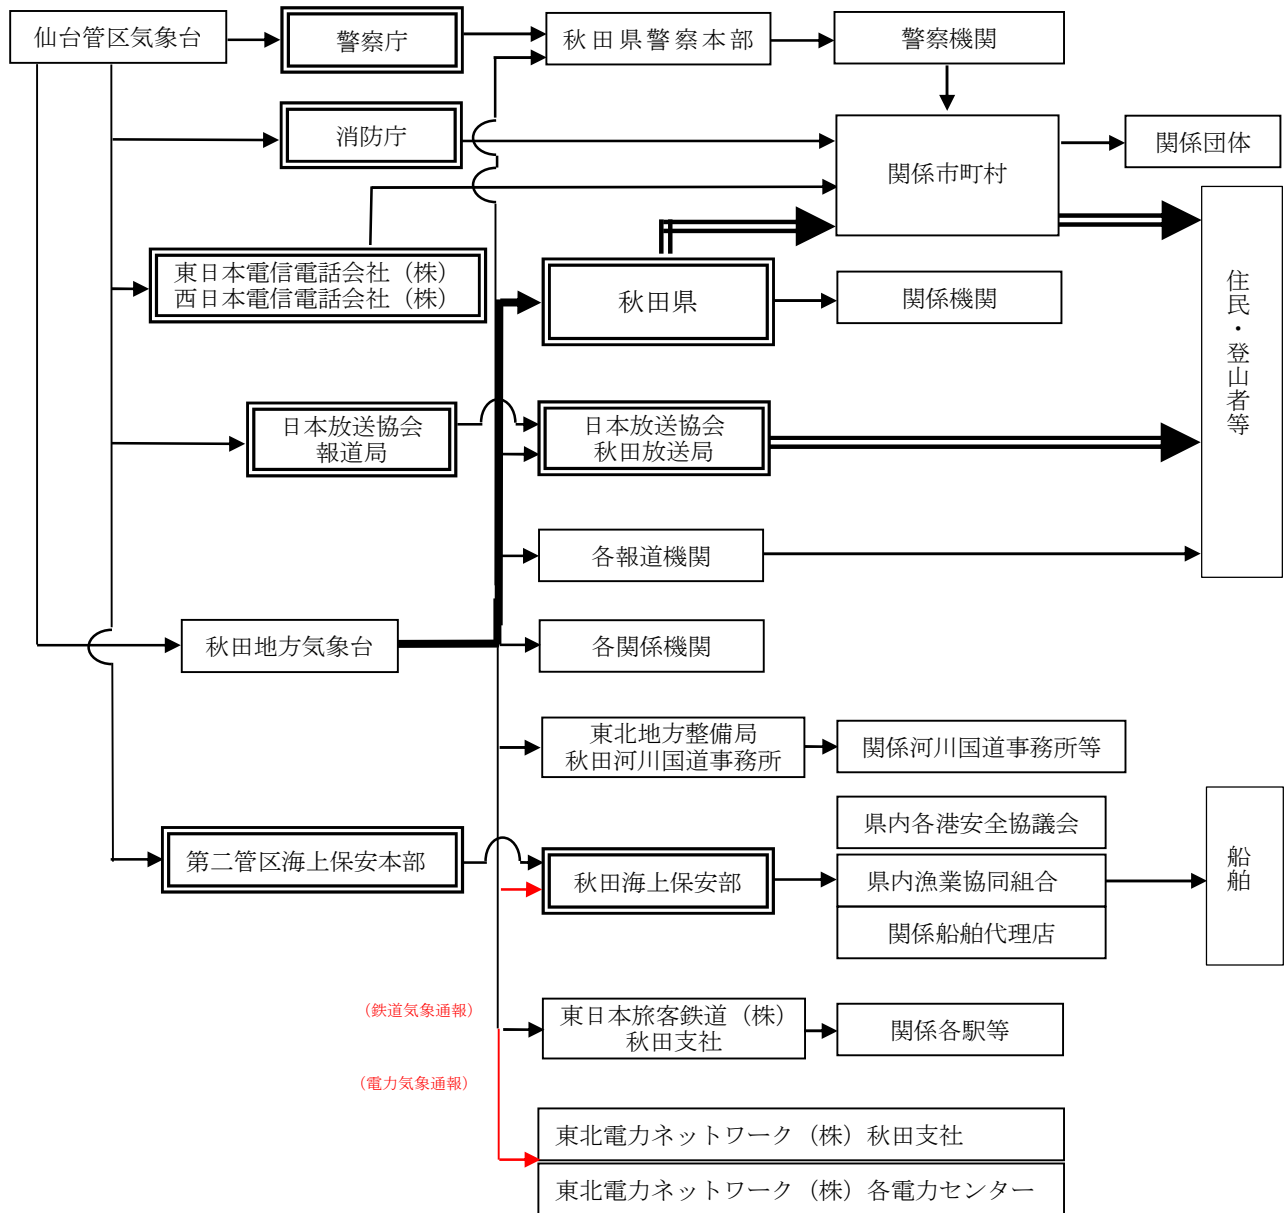 仙台管区気象台
警察庁
秋田県警察本部
警察機関
消防庁
関係市町村
関係団体
東日本電信電話会社（株）
西日本電信電話会社（株）
秋田県
関係機関
住民・登山者等
日本放送協会
報道局
日本放送協会
秋田放送局
各報道機関
秋田地方気象台
各関係機関
東北地方整備局
秋田河川国道事務所
関係河川国道事務所等
第二管区海上保安本部
秋田海上保安部
県内各港安全協議会
県内漁業協同組合
関係船舶代理店
船舶
（鉄道気象通報）
東日本旅客鉄道（株）
秋田支社
関係各駅等
（電力気象通報）
東北電力ネットワーク（株）秋田支社
東北電力ネットワーク（株）各電力センター